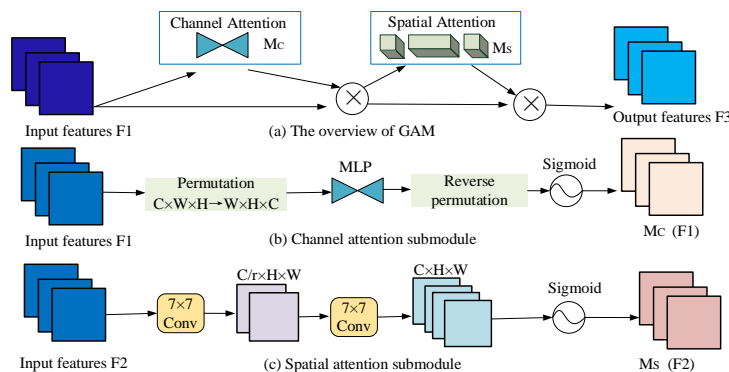 Channel Attention
Mc
Spatial Attention
Ms
Input features F1
Output features F3
(a) The overview of GAM
Permutation
C×W×H→W×H×C
MLP
Reverse
permutation
Sigmoid
Input features F1
Mc (F1)
(b) Channel attention submodule
7×7
Conv
C/r×H×W
7×7
Conv
C×H×W
Sigmoid
Input features F2
Ms (F2)
(c) Spatial attention submodule